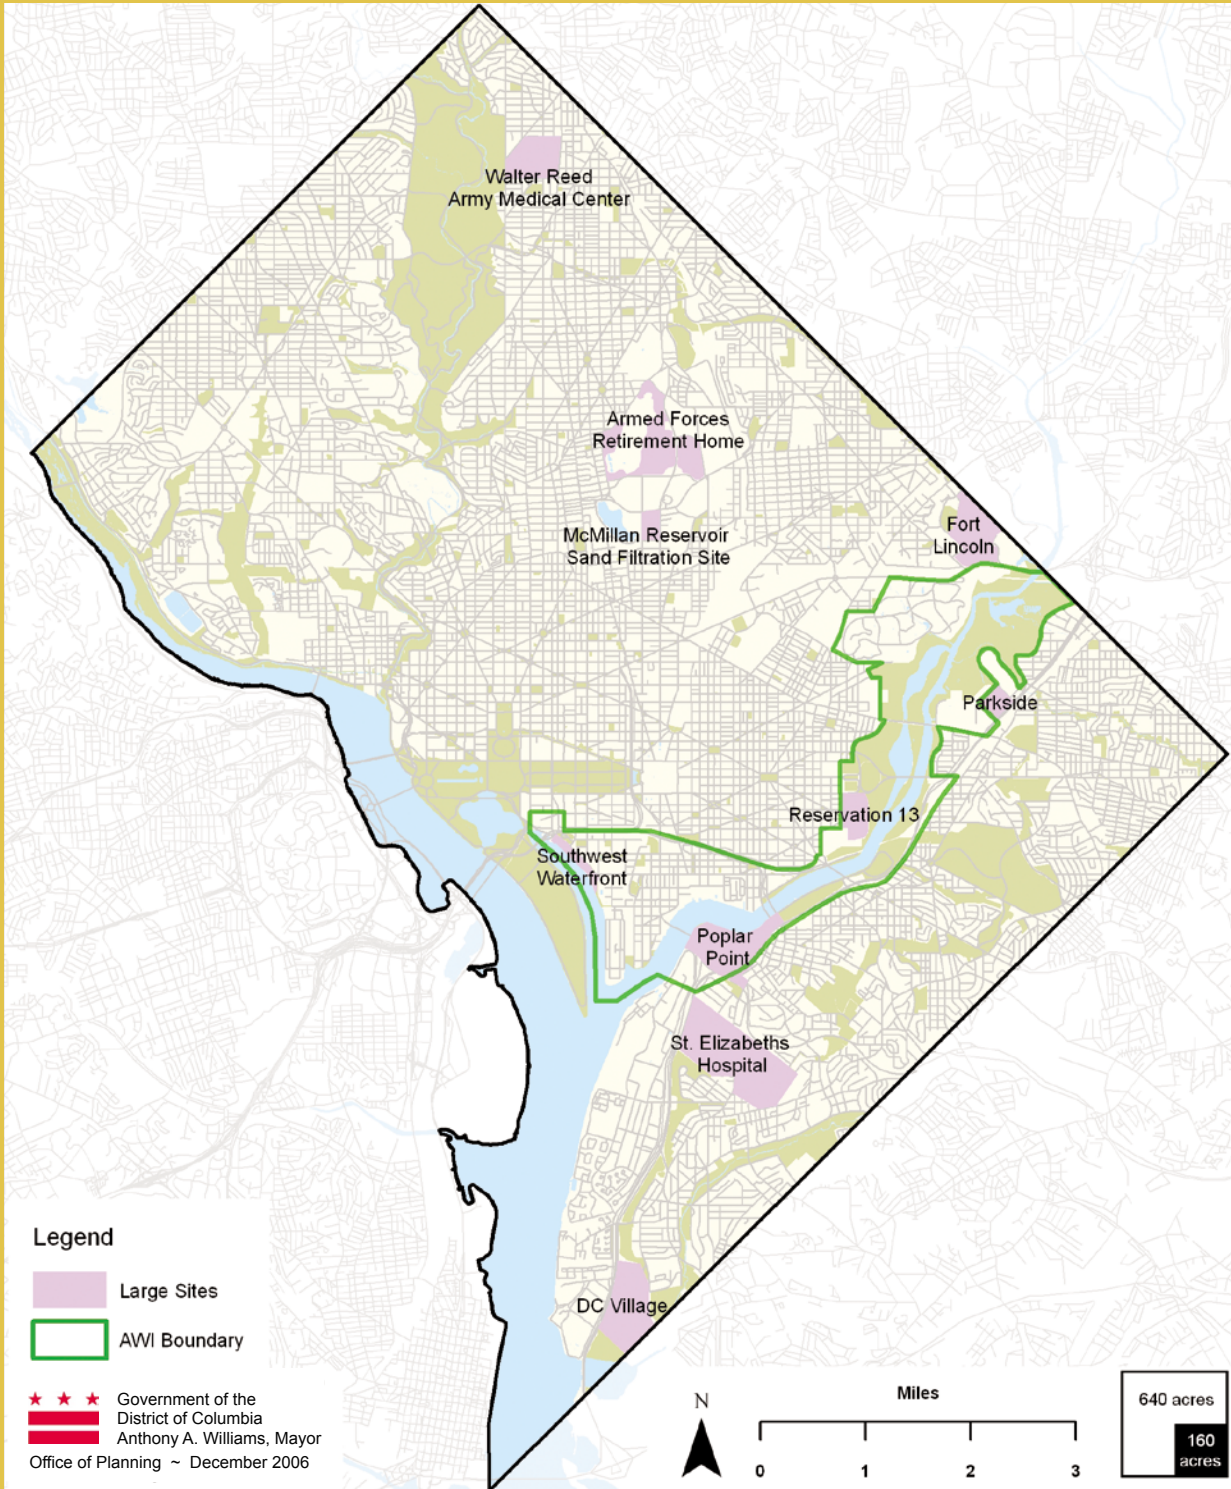 Walter Reed
Army Medical Center
Armed Forces
Retirement Home
McMillan Reservoir
Sand Filtration Site
Fort
Lincoln
Parkside
Reservation 13
Southwest
Waterfront
Poplar
Point
St. Elizabeths
Hospital
DC Village
Legend
Large Sites
AWI Boundary
Government of the
District of Columbia
Anthony A. Williams, Mayor
Office of Planning ~ December 2006
N
Miles
0 1 2 3
640 acres
160
acres